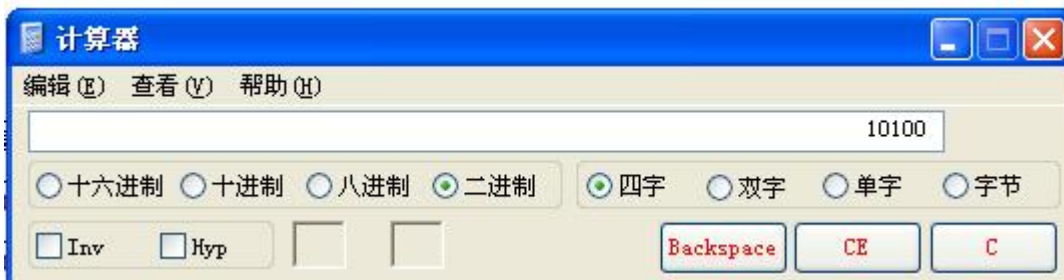 计算器
编辑(E) 查看(V) 帮助(H)
10100
十六进制 十进制 八进制 二进制 四字 双字 单字 字节
Inv Hyp Backspace CE C